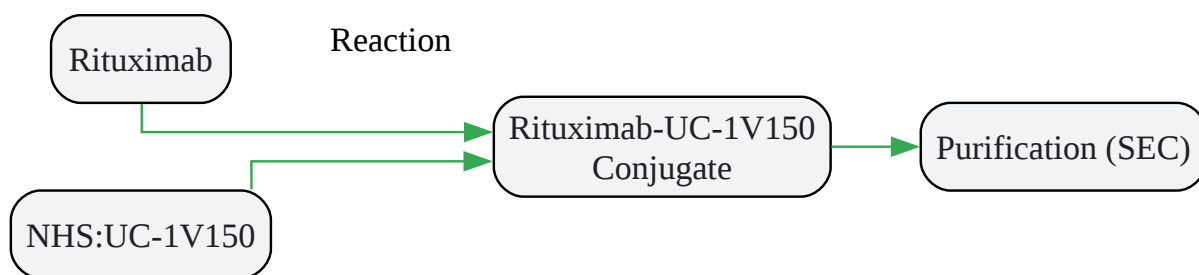 Reaction
Rituximab
Rituximab-UC-1V150
Conjugate
Purification (SEC)
NHS:UC-1V150